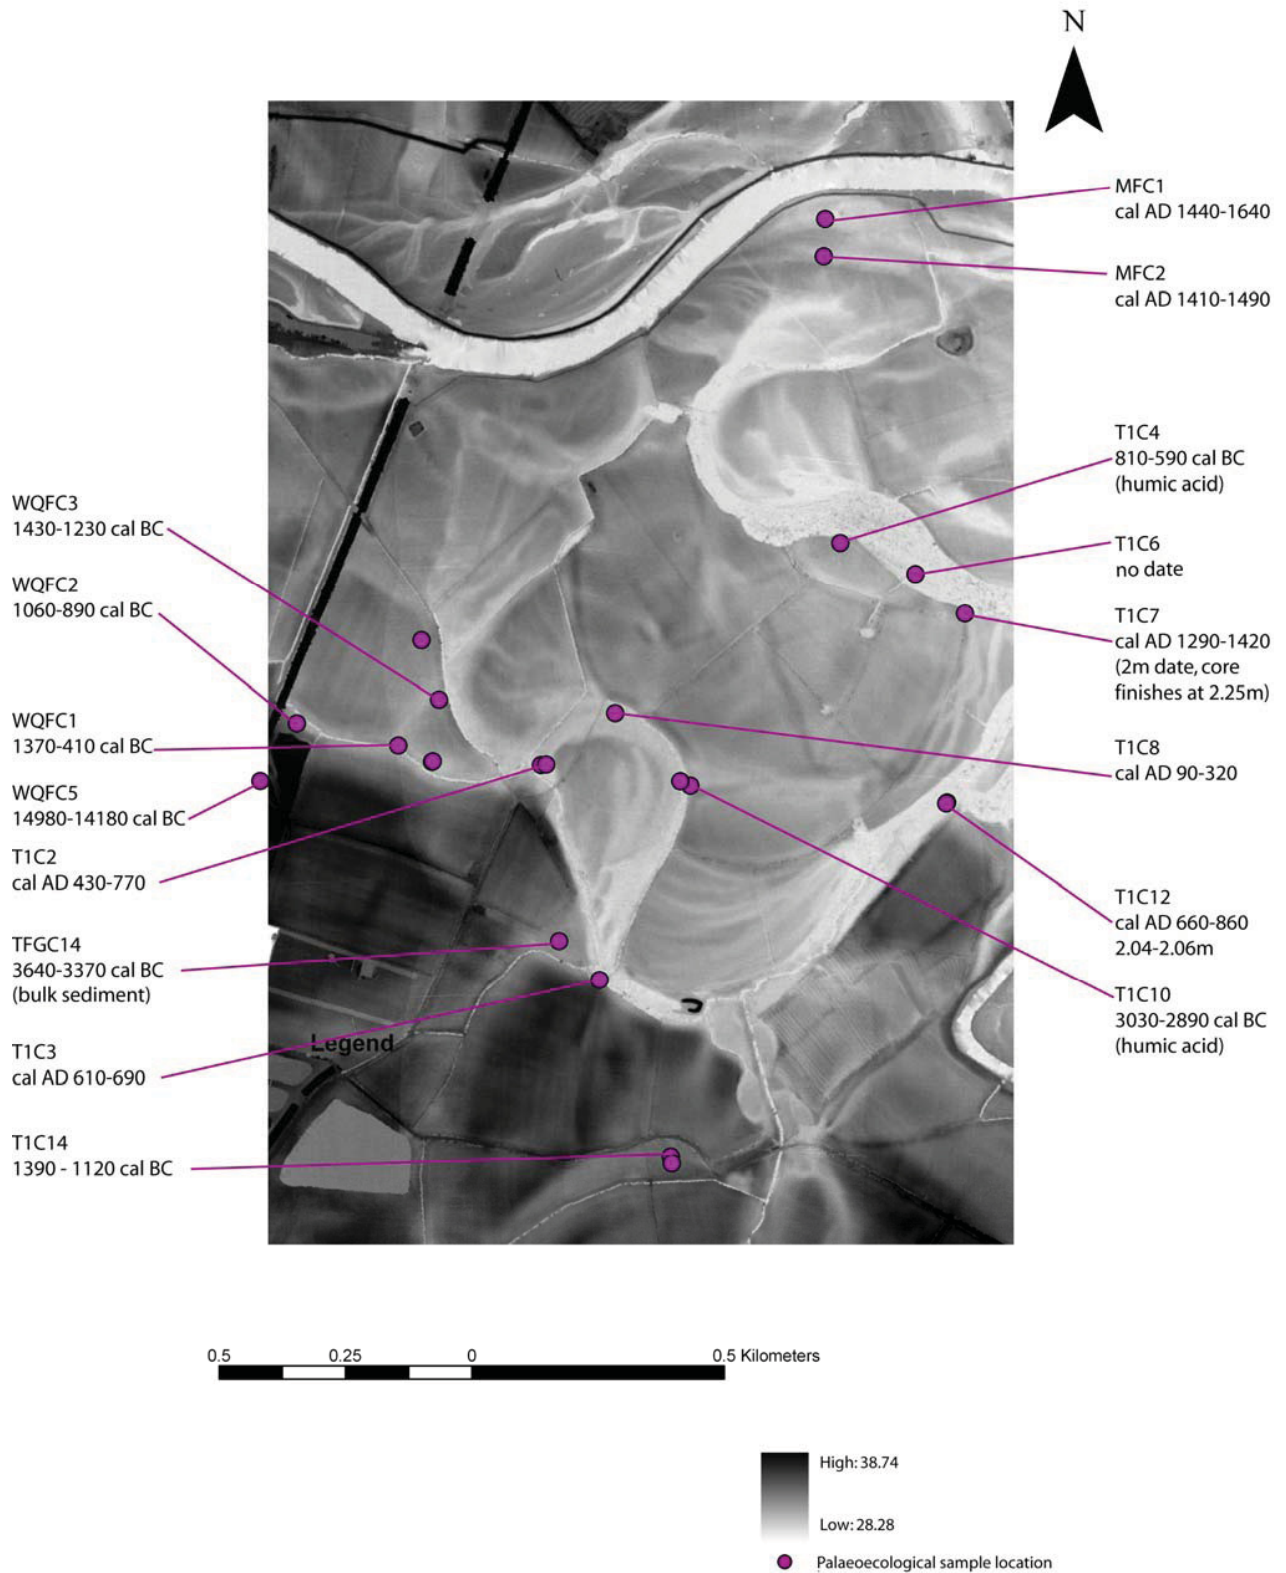 N
MFC1
cal AD 1440-1640
MFC2
cal AD 1410-1490
T1C4
810-590 cal BC
(humic acid)
T1C6
no date
T1C7
cal AD 1290-1420
(2m date, core
finishes at 2.25m)
T1C8
cal AD 90-320
T1C12
cal AD 660-860
2.04-2.06m
T1C10
3030-2890 cal BC
(humic acid)
WQFC3
1430-1230 cal BC
WQFC2
1060-890 cal BC
WQFC1
1370-410 cal BC
WQFC5
14980-14180 cal BC
T1C2
cal AD 430-770
TFGC14
3640-3370 cal BC
(bulk sediment)
T1C3
cal AD 610-690
T1C14
1390 - 1120 cal BC
Legend
0.5 0.25 0 0.5 Kilometers
High: 38.74
Low: 28.28
Palaeoecological sample location